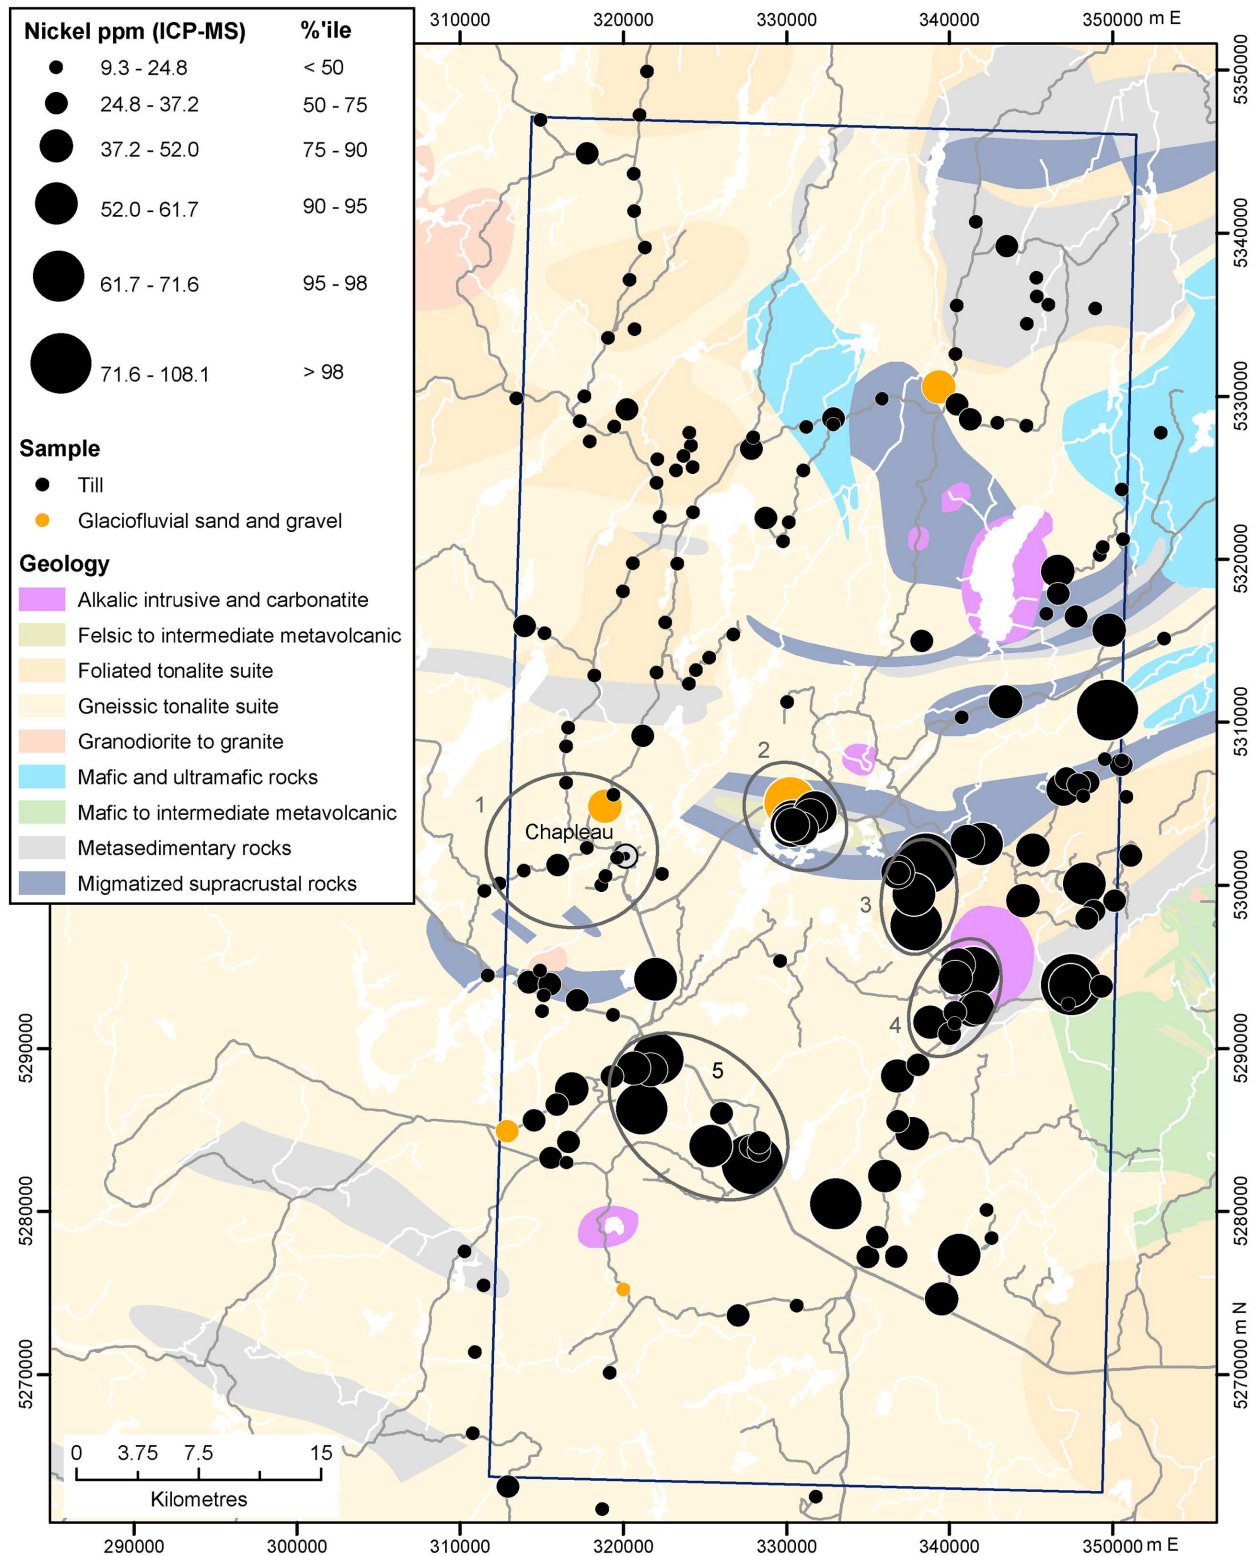 310000 320000 330000 340000 350000 m E
Nickel ppm (ICP-MS) %'ile
9.3 - 24.8 < 50
24.8 - 37.2 50 - 75
37.2 - 52.0 75 - 90
52.0 - 61.7 90 - 95
61.7 - 71.6 95 - 98
71.6 - 108.1 > 98
Sample
Till
Glaciofluvial sand and gravel
Geology
Alkalic intrusive and carbonatite
Felsic to intermediate metavolcanic
Foliated tonalite suite
Gneissic tonalite suite
Granodiorite to granite
Mafic and ultramafic rocks
Mafic to intermediate metavolcanic
Metasedimentary rocks
Migmatized supracrustal rocks
5350000
5340000
5330000
5320000
5310000
5300000
5290000
5280000
5270000 m N
2
1
Chapleau
3
4
5
5290000
5280000
5270000
0 3.75 7.5 15
Kilometres
290000 300000 310000 320000 330000 340000 350000 m E